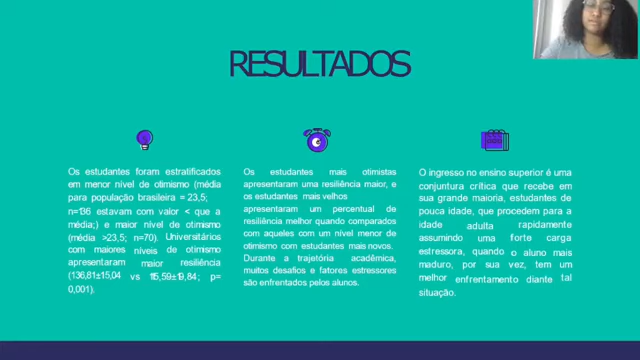 RESULTADOS
Os estudantes foram estratificados
em menor nível de otimismo (média
para população brasileira = 23,5;
n=136 estavam com valor < que a
média;) e maior nível de otimismo
(média >23,5; n=70). Universitários
com maiores níveis de otimismo
apresentaram maior resiliência
(136,81±15,04 vs 115,59±19,84; p=
0,001).
Os estudantes mais otimistas
apresentaram uma resiliência maior, e
os estudantes mais velhos
apresentaram um percentual de
resiliência melhor quando comparados
com aqueles com um nível menor de
otimismo com estudantes mais novos.
Durante a trajetória acadêmica,
muitos desafios e fatores estressores
são enfrentados pelos alunos.
O ingresso no ensino superior é uma
conjuntura crítica que recebe em
sua grande maioria, estudantes de
pouca idade, que procedem para a
idade adulta rapidamente
assumindo uma forte carga
estressora, quando o aluno mais
maduro, por sua vez, tem um
melhor enfrentamento diante tal
situação.